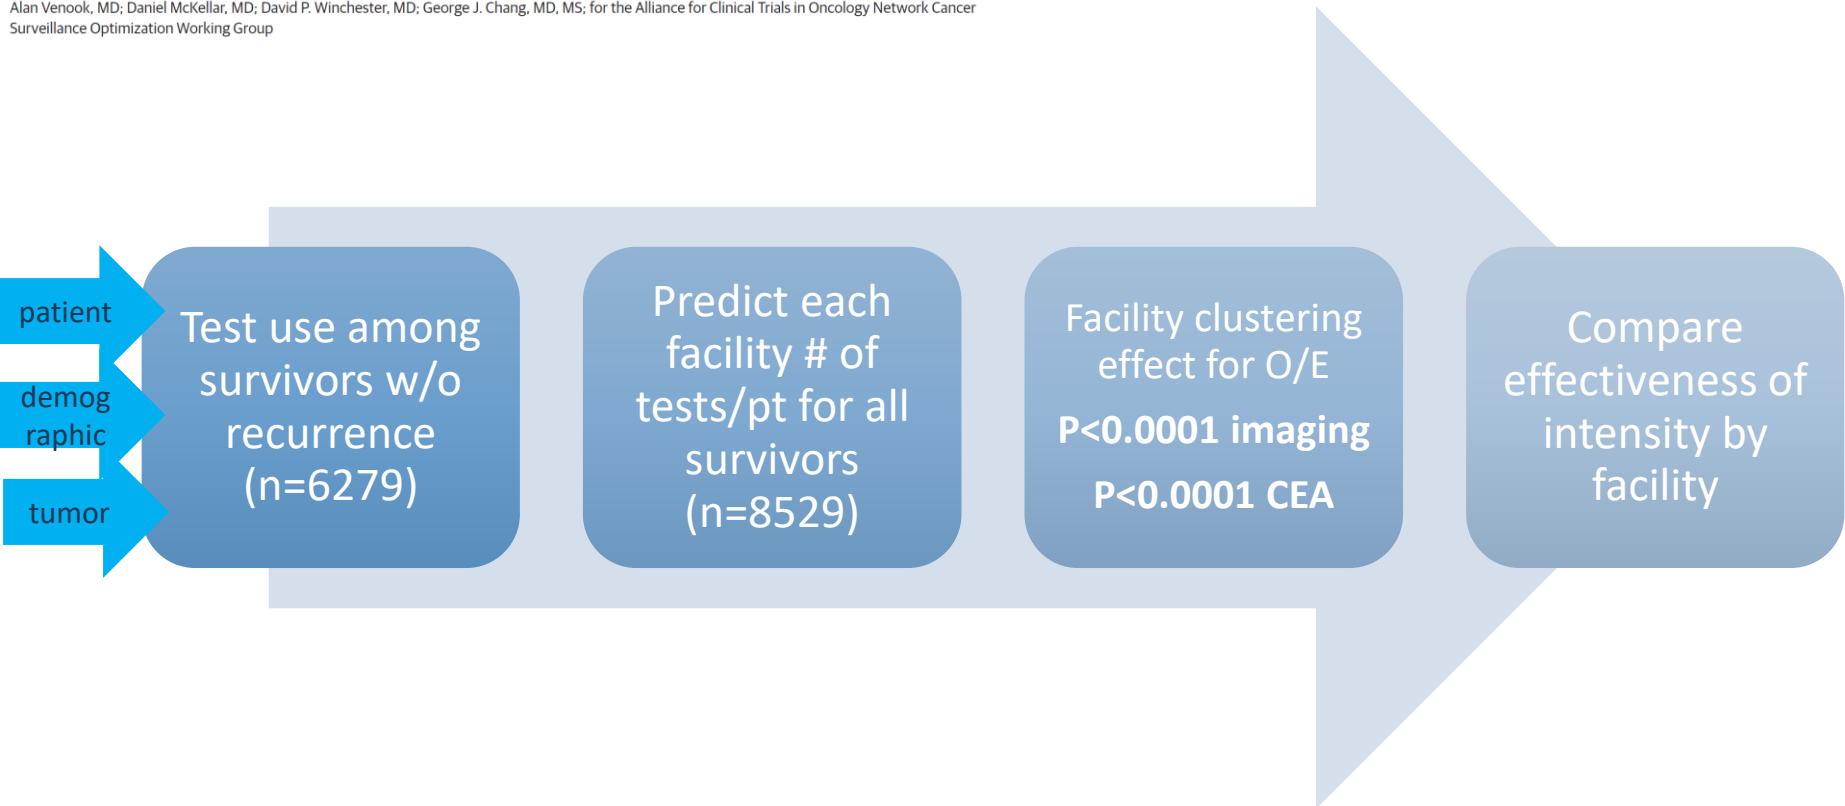 Alan Venook, MD; Daniel McKellar, MD; David P. Winchester, MD; George J. Chang, MD, MS; for the Alliance for Clinical Trials in Oncology Network Cancer
Surveillance Optimization Working Group
patient
demog
raphic
tumor
Test use among
survivors w/o
recurrence
(n=6279)
Predict each
facility # of
tests/pt for all
survivors
(n=8529)
Facility clustering
effect for O/E
P<0.0001 imaging
P<0.0001 CEA
Compare
effectiveness of
intensity by
facility